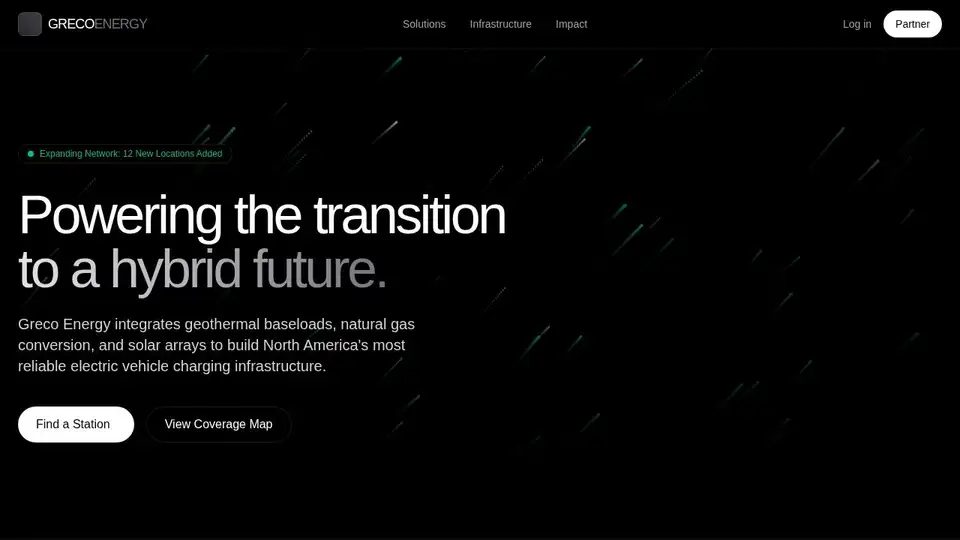 GRECOENERGY
Solutions
Infrastructure
Impact
Log in
Partner
Expanding Network: 12 New Locations Added
Powering the transition
to a hybrid future.
Greco Energy integrates geothermal baseloads, natural gas
conversion, and solar arrays to build North America's most
reliable electric vehicle charging infrastructure.
Find a Station
View Coverage Map